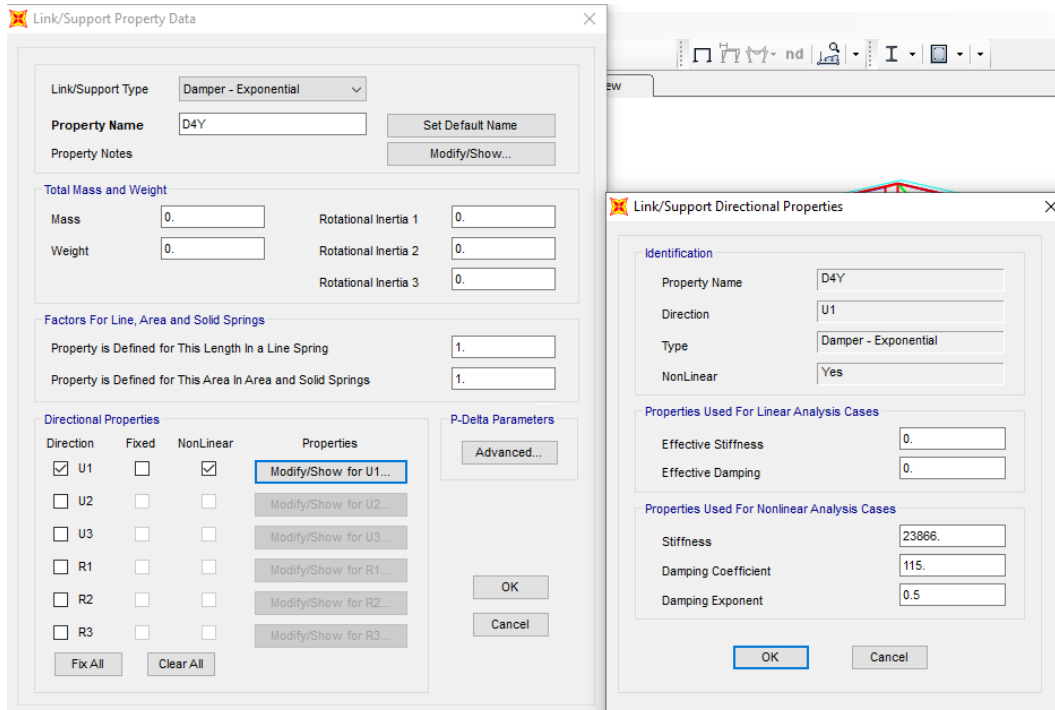 Link/Support Property Data
Link/Support Type Damper - Exponential
Property Name D4Y Set Default Name
Property Notes Modify/Show...
Total Mass and Weight
Mass 0. Rotational Inertia 1 0.
Weight 0. Rotational Inertia 2 0.
Rotational Inertia 3 0.
Factors For Line, Area and Solid Springs
Property is Defined for This Length In a Line Spring 1.
Property is Defined for This Area In Area and Solid Springs 1.
Directional Properties
Direction Fixed NonLinear Properties
U1 Modify/Show for U1...
U2 Modify/Show for U2...
U3 Modify/Show for U3...
R1 Modify/Show for R1...
R2 Modify/Show for R2...
R3 Modify/Show for R3...
Fix All Clear All
P-Delta Parameters
Advanced...
OK
Cancel
nd
ew
Link/Support Directional Properties
Identification
Property Name D4Y
Direction U1
Type Damper - Exponential
NonLinear Yes
Properties Used For Linear Analysis Cases
Effective Stiffness 0.
Effective Damping 0.
Properties Used For Nonlinear Analysis Cases
Stiffness 23866.
Damping Coefficient 115.
Damping Exponent 0.5
OK Cancel